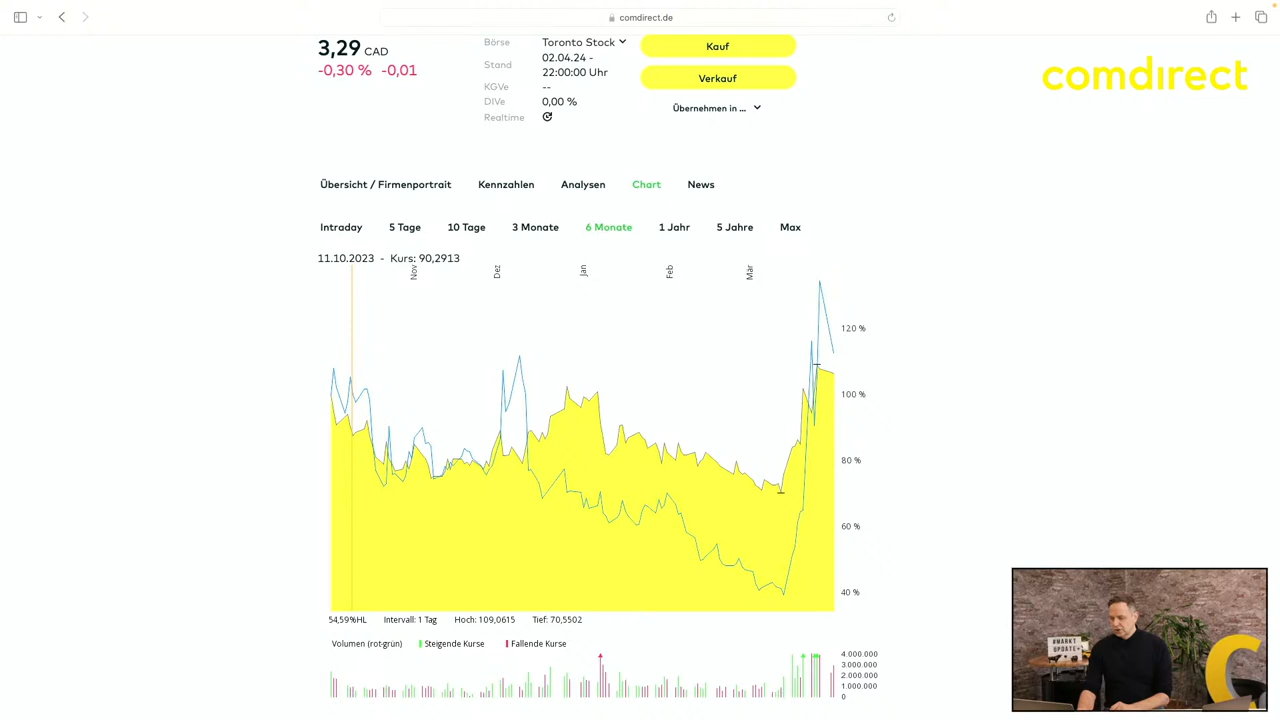 comdirect.de
3,29 CAD
-0,30 % -0,01
Börse Toronto Stock
Stand 02.04.24 -
22:00:00 Uhr
KGVe --
DIVe 0,00 %
Realtime
Kauf
Verkauf
Übernehmen in ...
comdirect
Übersicht / Firmenportrait Kennzahlen Analysen Chart News
Intraday 5 Tage 10 Tage 3 Monate 6 Monate 1 Jahr 5 Jahre Max
11.10.2023 - Kurs: 90,2913
Nov Dez Jan Feb Mär
120 %
100 %
80 %
60 %
40 %
54,59%HL Intervall: 1 Tag Hoch: 109,0615 Tief: 70,5502
Volumen (rot-grün) Steigende Kurse Fallende Kurse
4.000.000
3.000.000
2.000.000
1.000.000
0
#MARKT
UPDATE